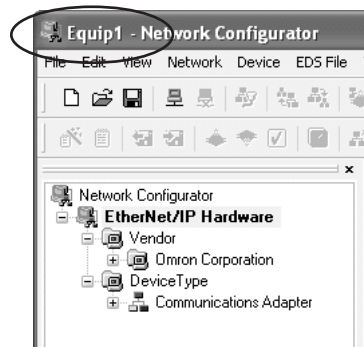 Equip1 - Network Configurator
File Edit View Network Device EDS File
Network Configurator
EtherNet/IP Hardware
Vendor
Omron Corporation
DeviceType
Communications Adapter